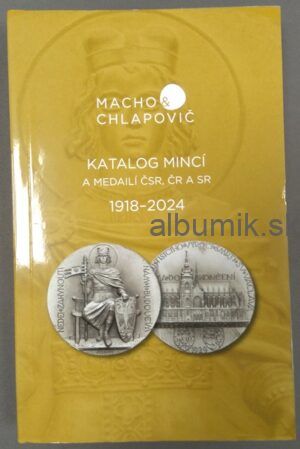 MACHO &
CHLAPOVIČ
KATALOG MINCÍ
A MEDAILÍ ČSR, ČR A SR
1918–2024
albumik.sk